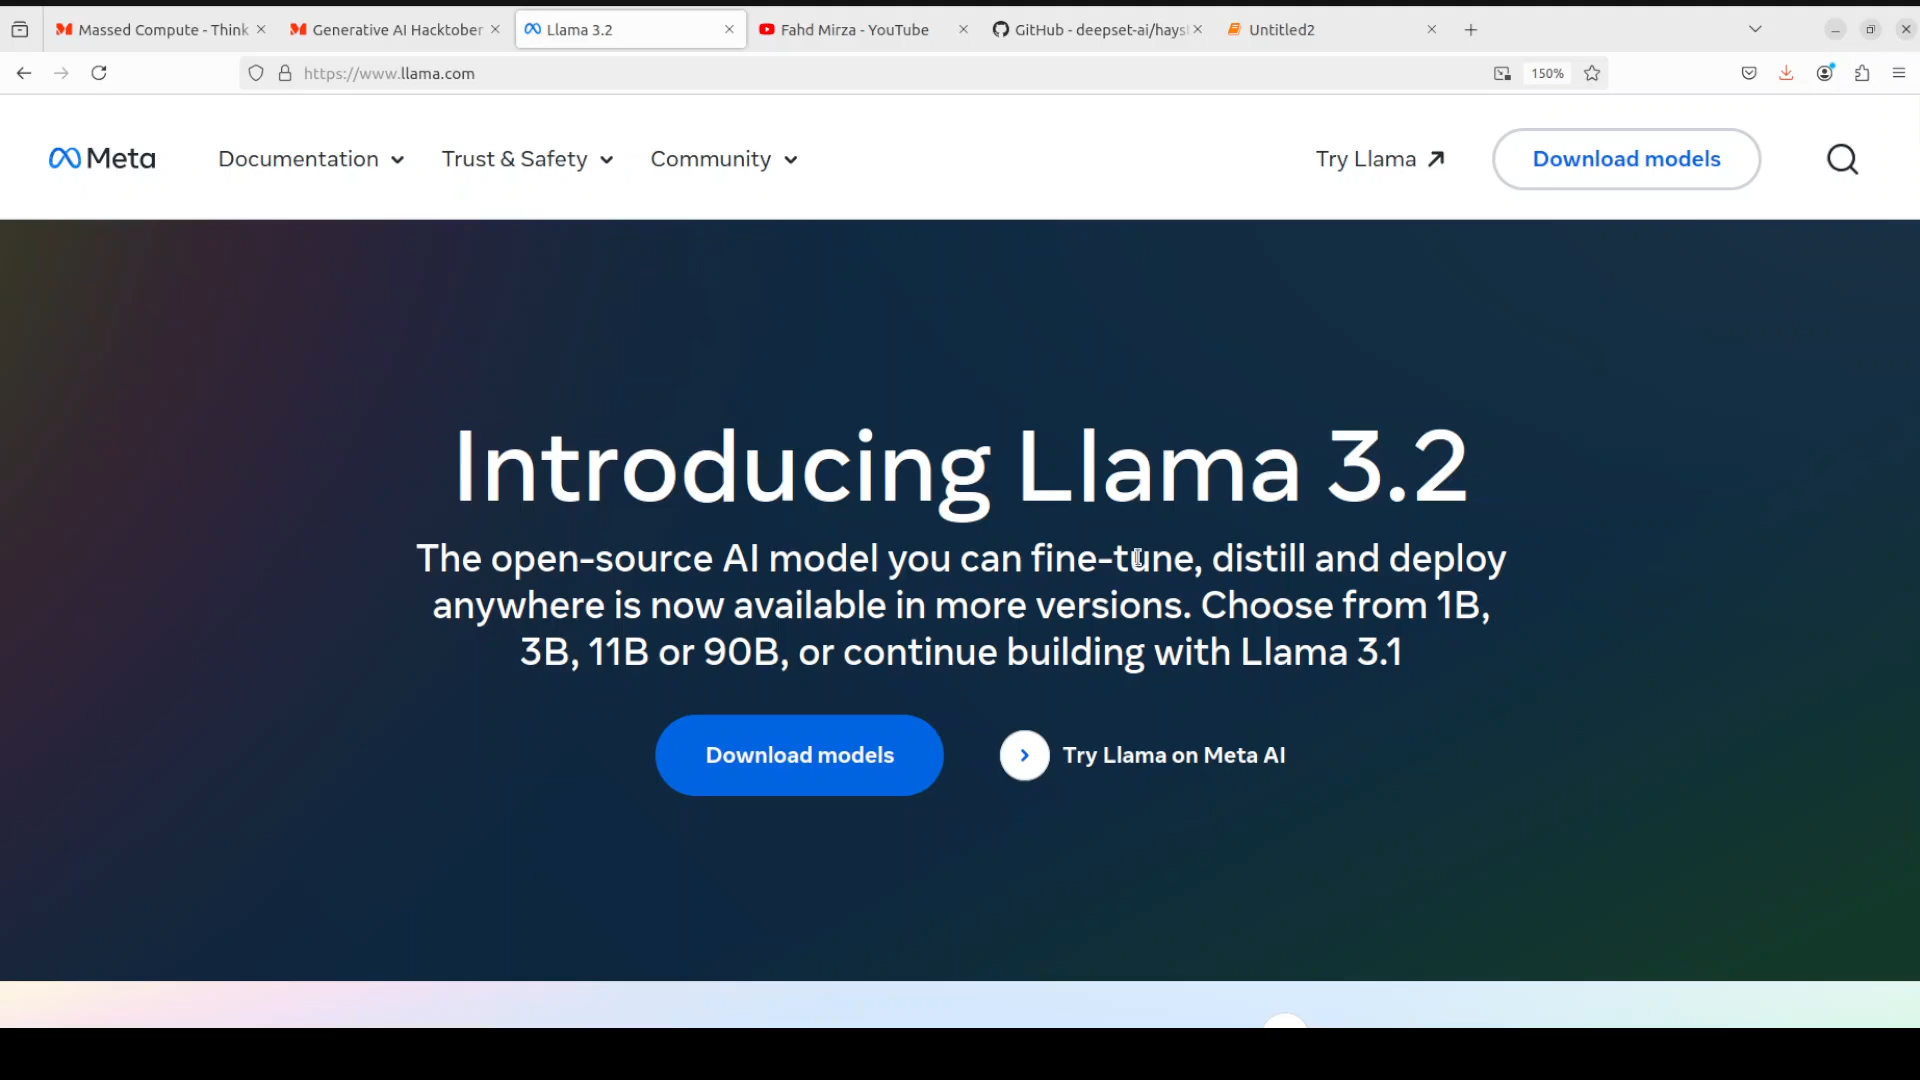 Massed Compute - Think
Generative AI Hacktober
Llama 3.2
Fahd Mirza - YouTube
GitHub - deepset-ai/hays
Untitled2
https://www.llama.com
150%
Meta
Documentation
Trust & Safety
Community
Try Llama
Download models
Introducing Llama 3.2
The open-source AI model you can fine-tune, distill and deploy
anywhere is now available in more versions. Choose from 1B,
3B, 11B or 90B, or continue building with Llama 3.1
Download models
Try Llama on Meta AI